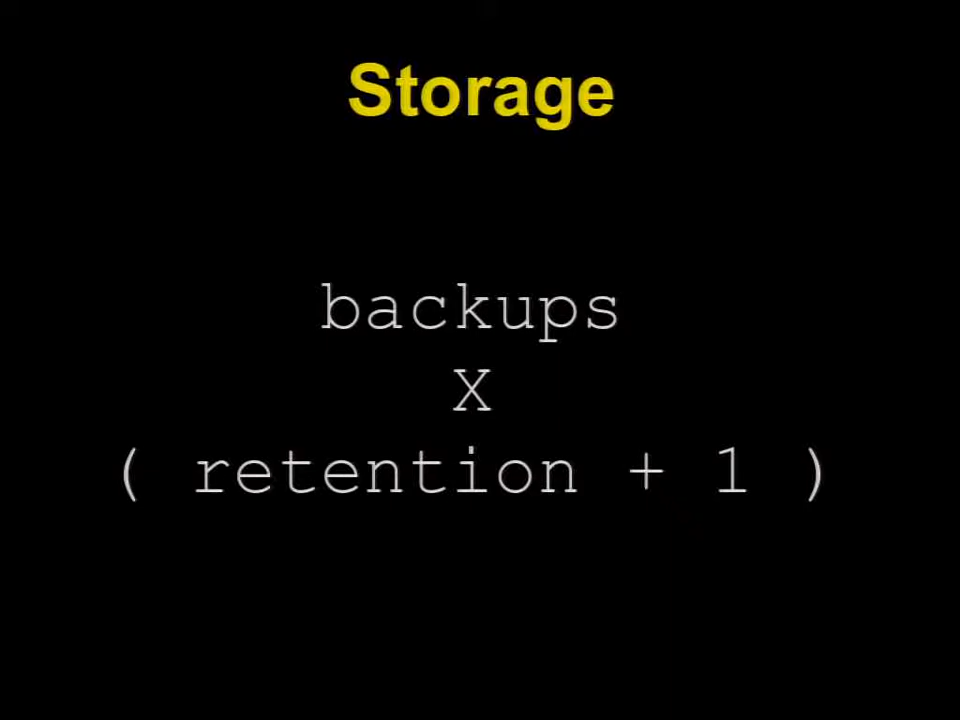 Storage
backups
X
( retention + 1 )